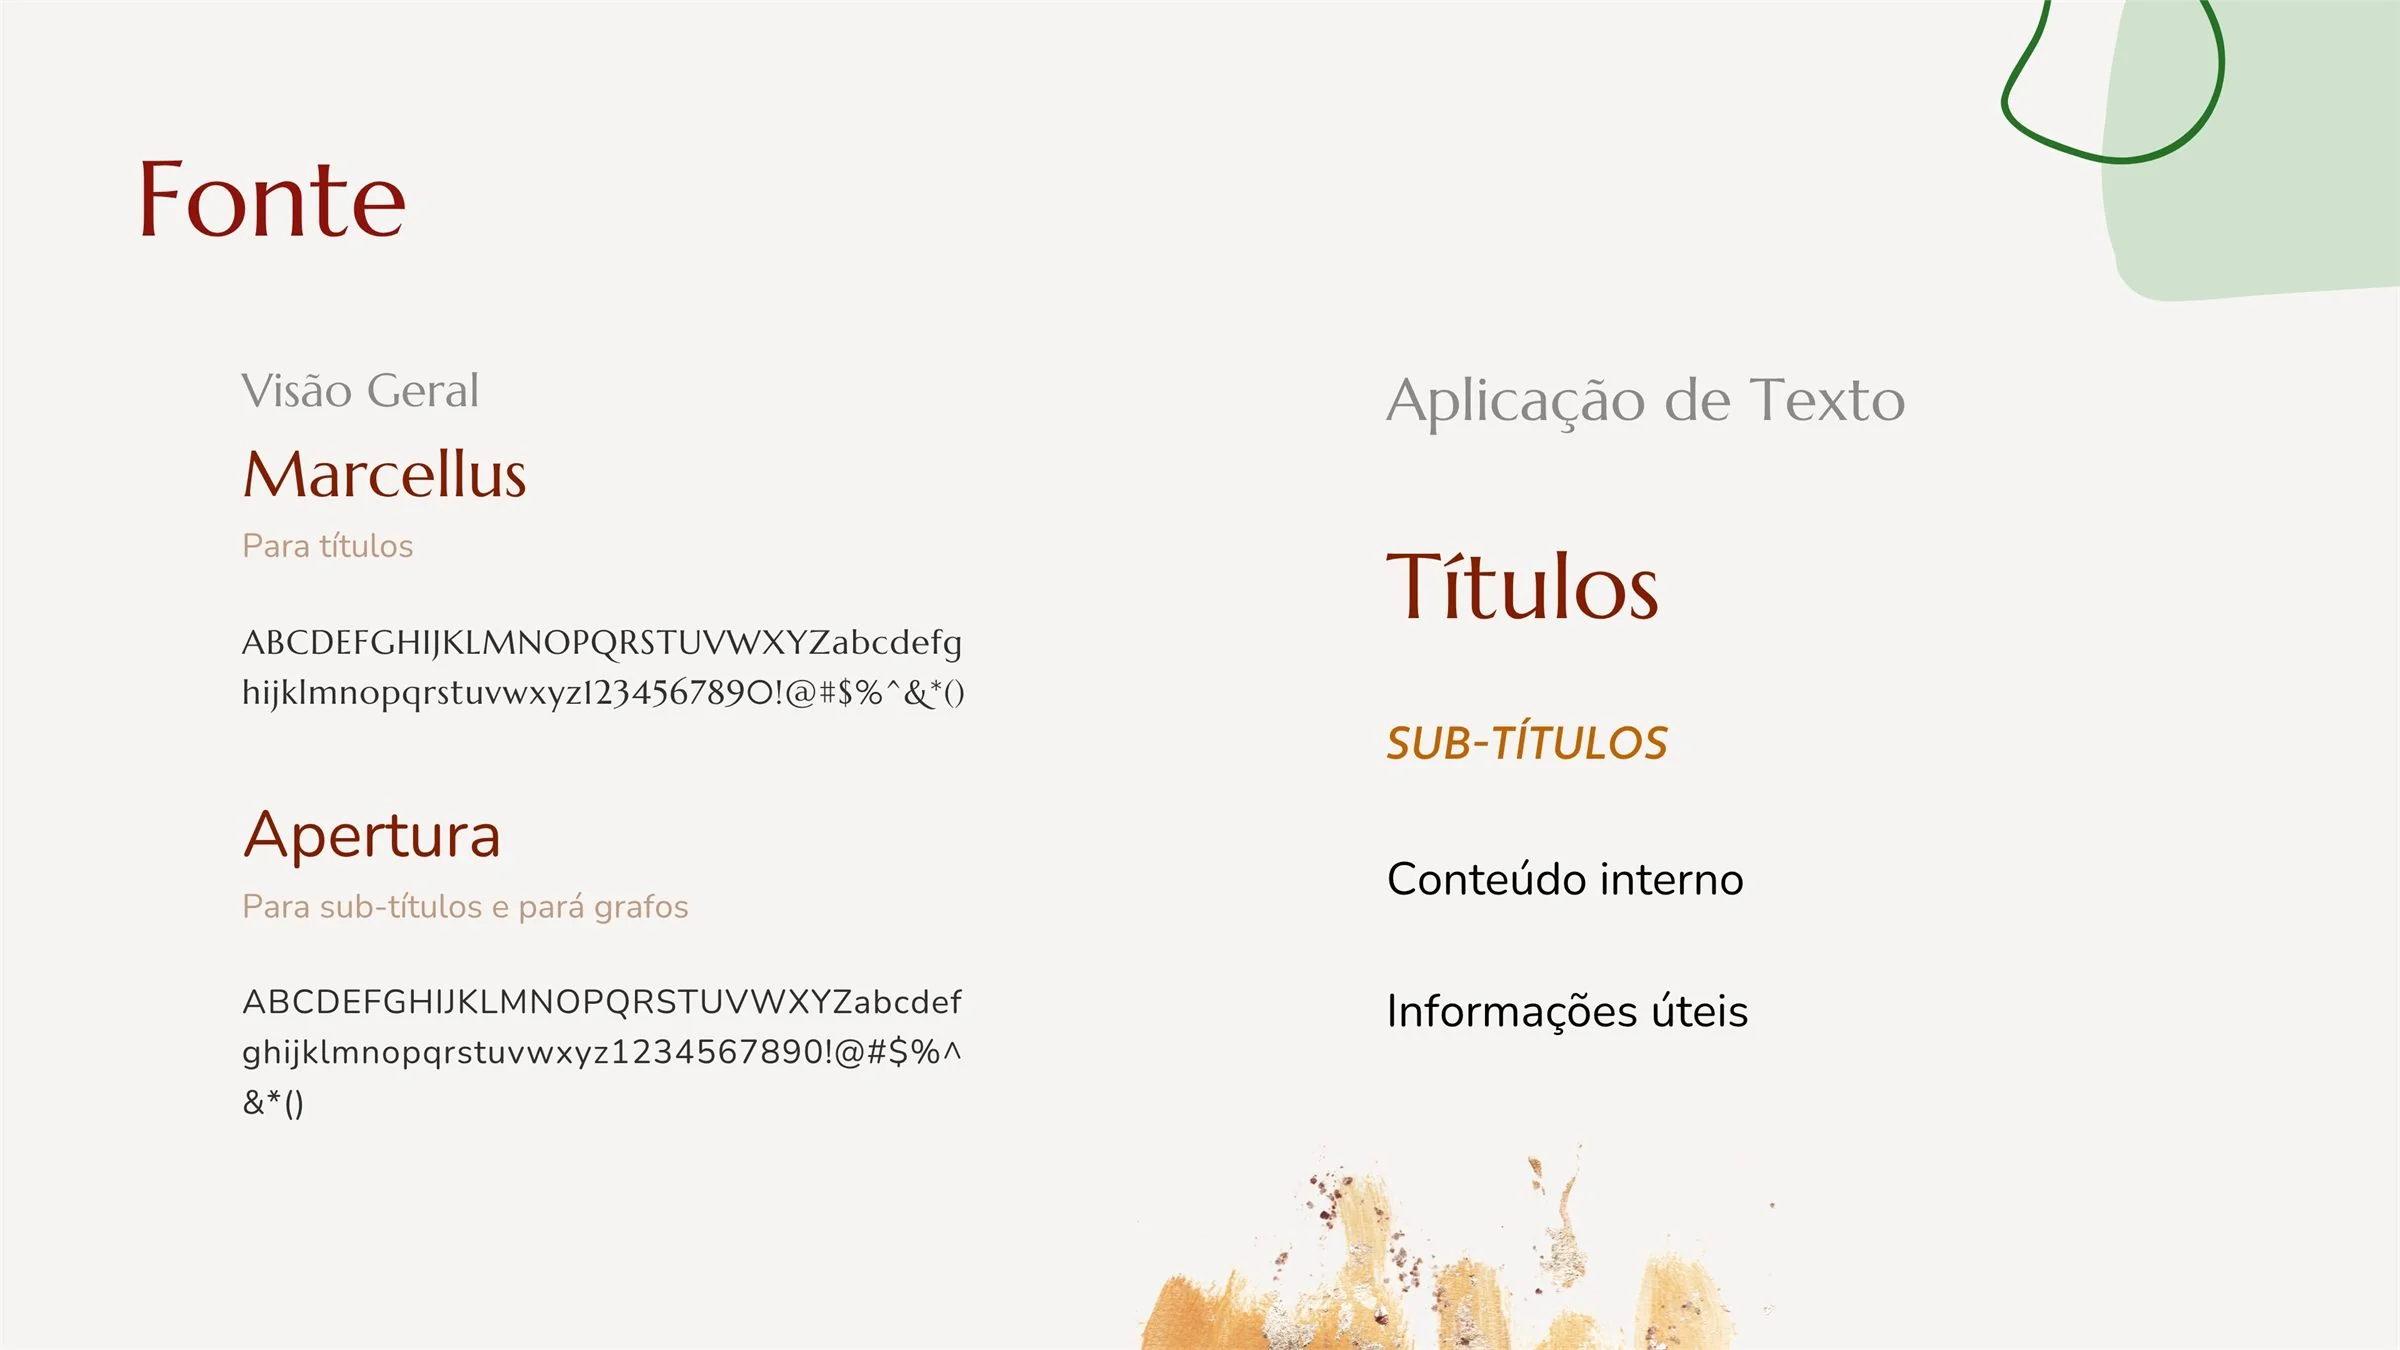 Fonte
Visão Geral
Marcellus
Para títulos
ABCDEFGHIJKLMNOPQRSTUVWXYZabcdefg
hijklmnopqrstuvwxyz1234567890!@#$%^&*()
Apertura
Para sub-títulos e pará grafos
ABCDEFGHIJKLMNOPQRSTUVWXYZabcdef
ghijklmnopqrstuvwxyz1234567890!@#$%^
&*()
Aplicação de Texto
Títulos
SUB-TÍTULOS
Conteúdo interno
Informações úteis